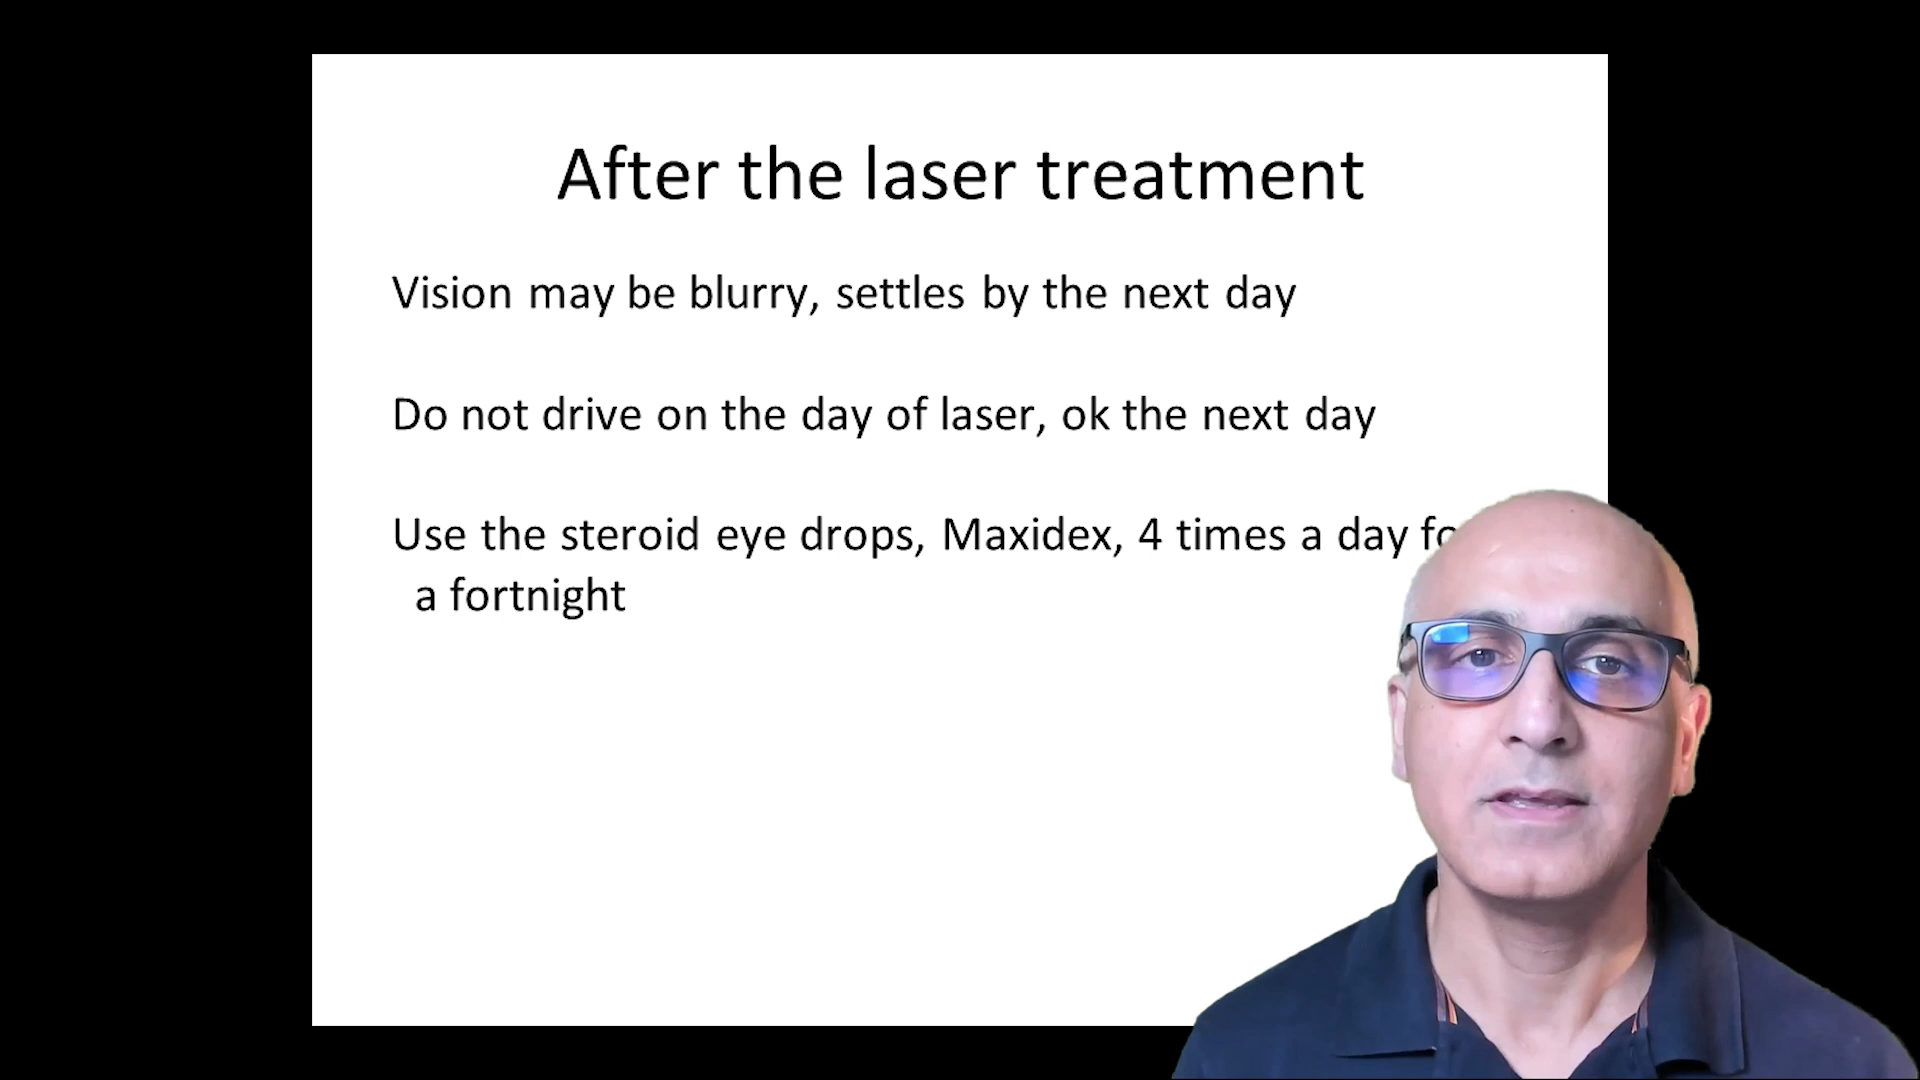 After the laser treatment
Vision may be blurry, settles by the next day
Do not drive on the day of laser, ok the next day
Use the steroid eye drops, Maxidex, 4 times a day
a fortnight